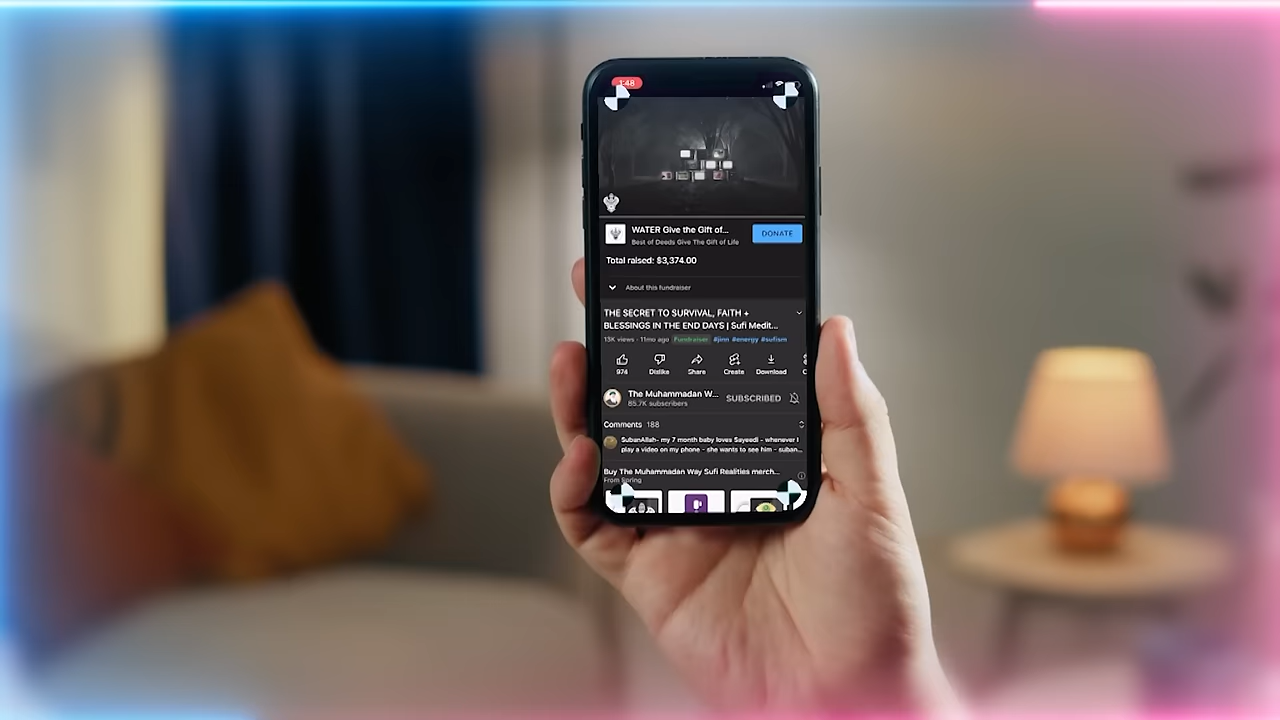 1:48
WATER Give the Gift of...
Best of Deeds Give The Gift of Life
DONATE
Total raised: $3,374.00
About this fundraiser
THE SECRET TO SURVIVAL, FAITH +
BLESSINGS IN THE END DAYS | Sufi Medit...
13K views · 11mo ago Fundraiser #jinn #energy #sufism
974 Dislike Share Create Download
The Muhammadan W...
85.7K subscribers
SUBSCRIBED
Comments 188
SubanAllah- my 7 month baby loves Sayeedi - whenever I
play a video on my phone - she wants to see him - suban...
Buy The Muhammadan Way Sufi Realities merch...
From Spring